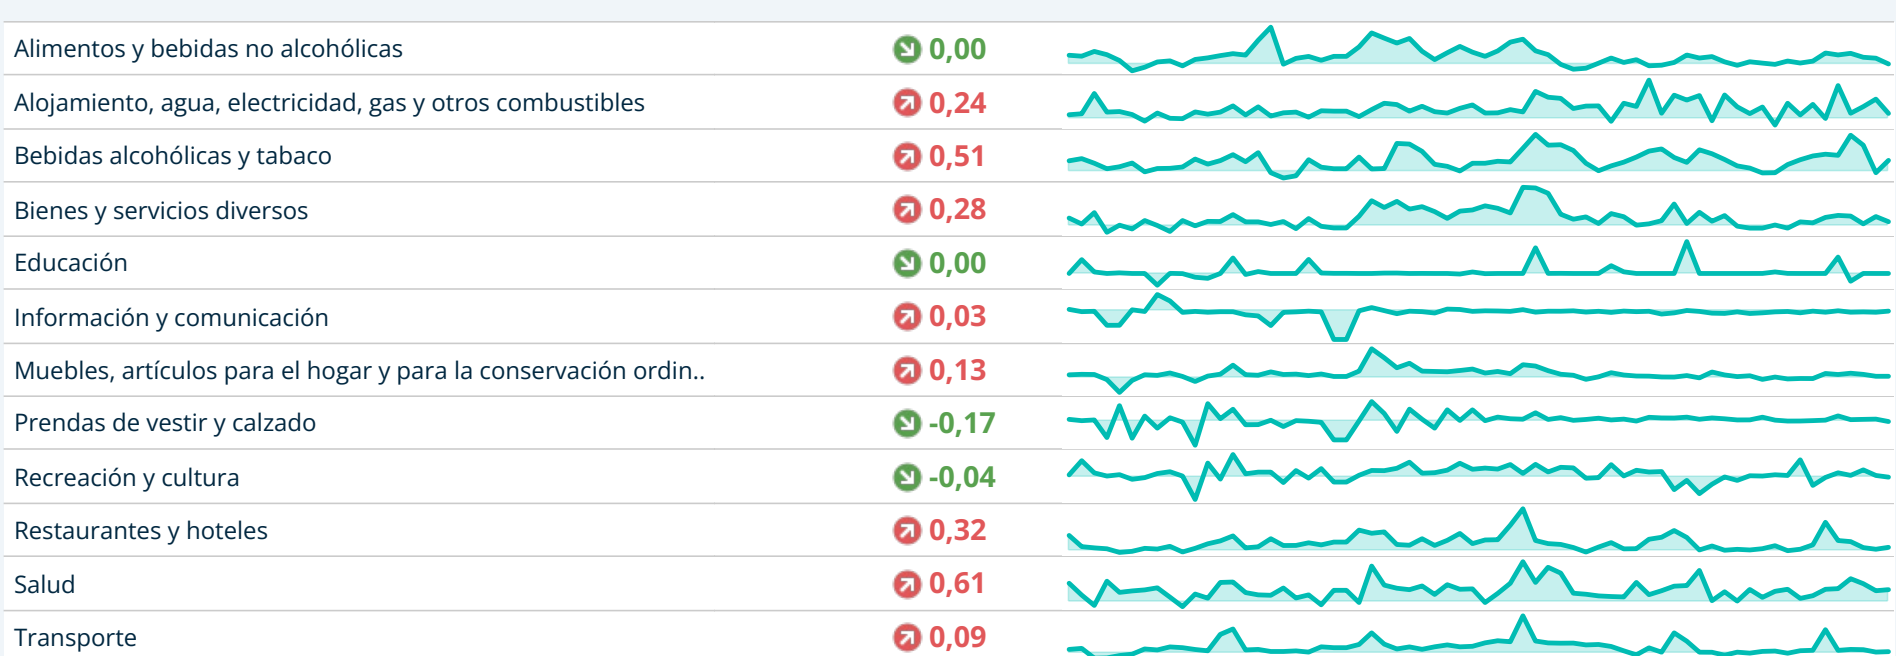 Alimentos y bebidas no alcohólicas 0,00
Alojamiento, agua, electricidad, gas y otros combustibles 0,24
Bebidas alcohólicas y tabaco 0,51
Bienes y servicios diversos 0,28
Educación 0,00
Información y comunicación 0,03
Muebles, artículos para el hogar y para la conservación ordin.. 0,13
Prendas de vestir y calzado -0,17
Recreación y cultura -0,04
Restaurantes y hoteles 0,32
Salud 0,61
Transporte 0,09